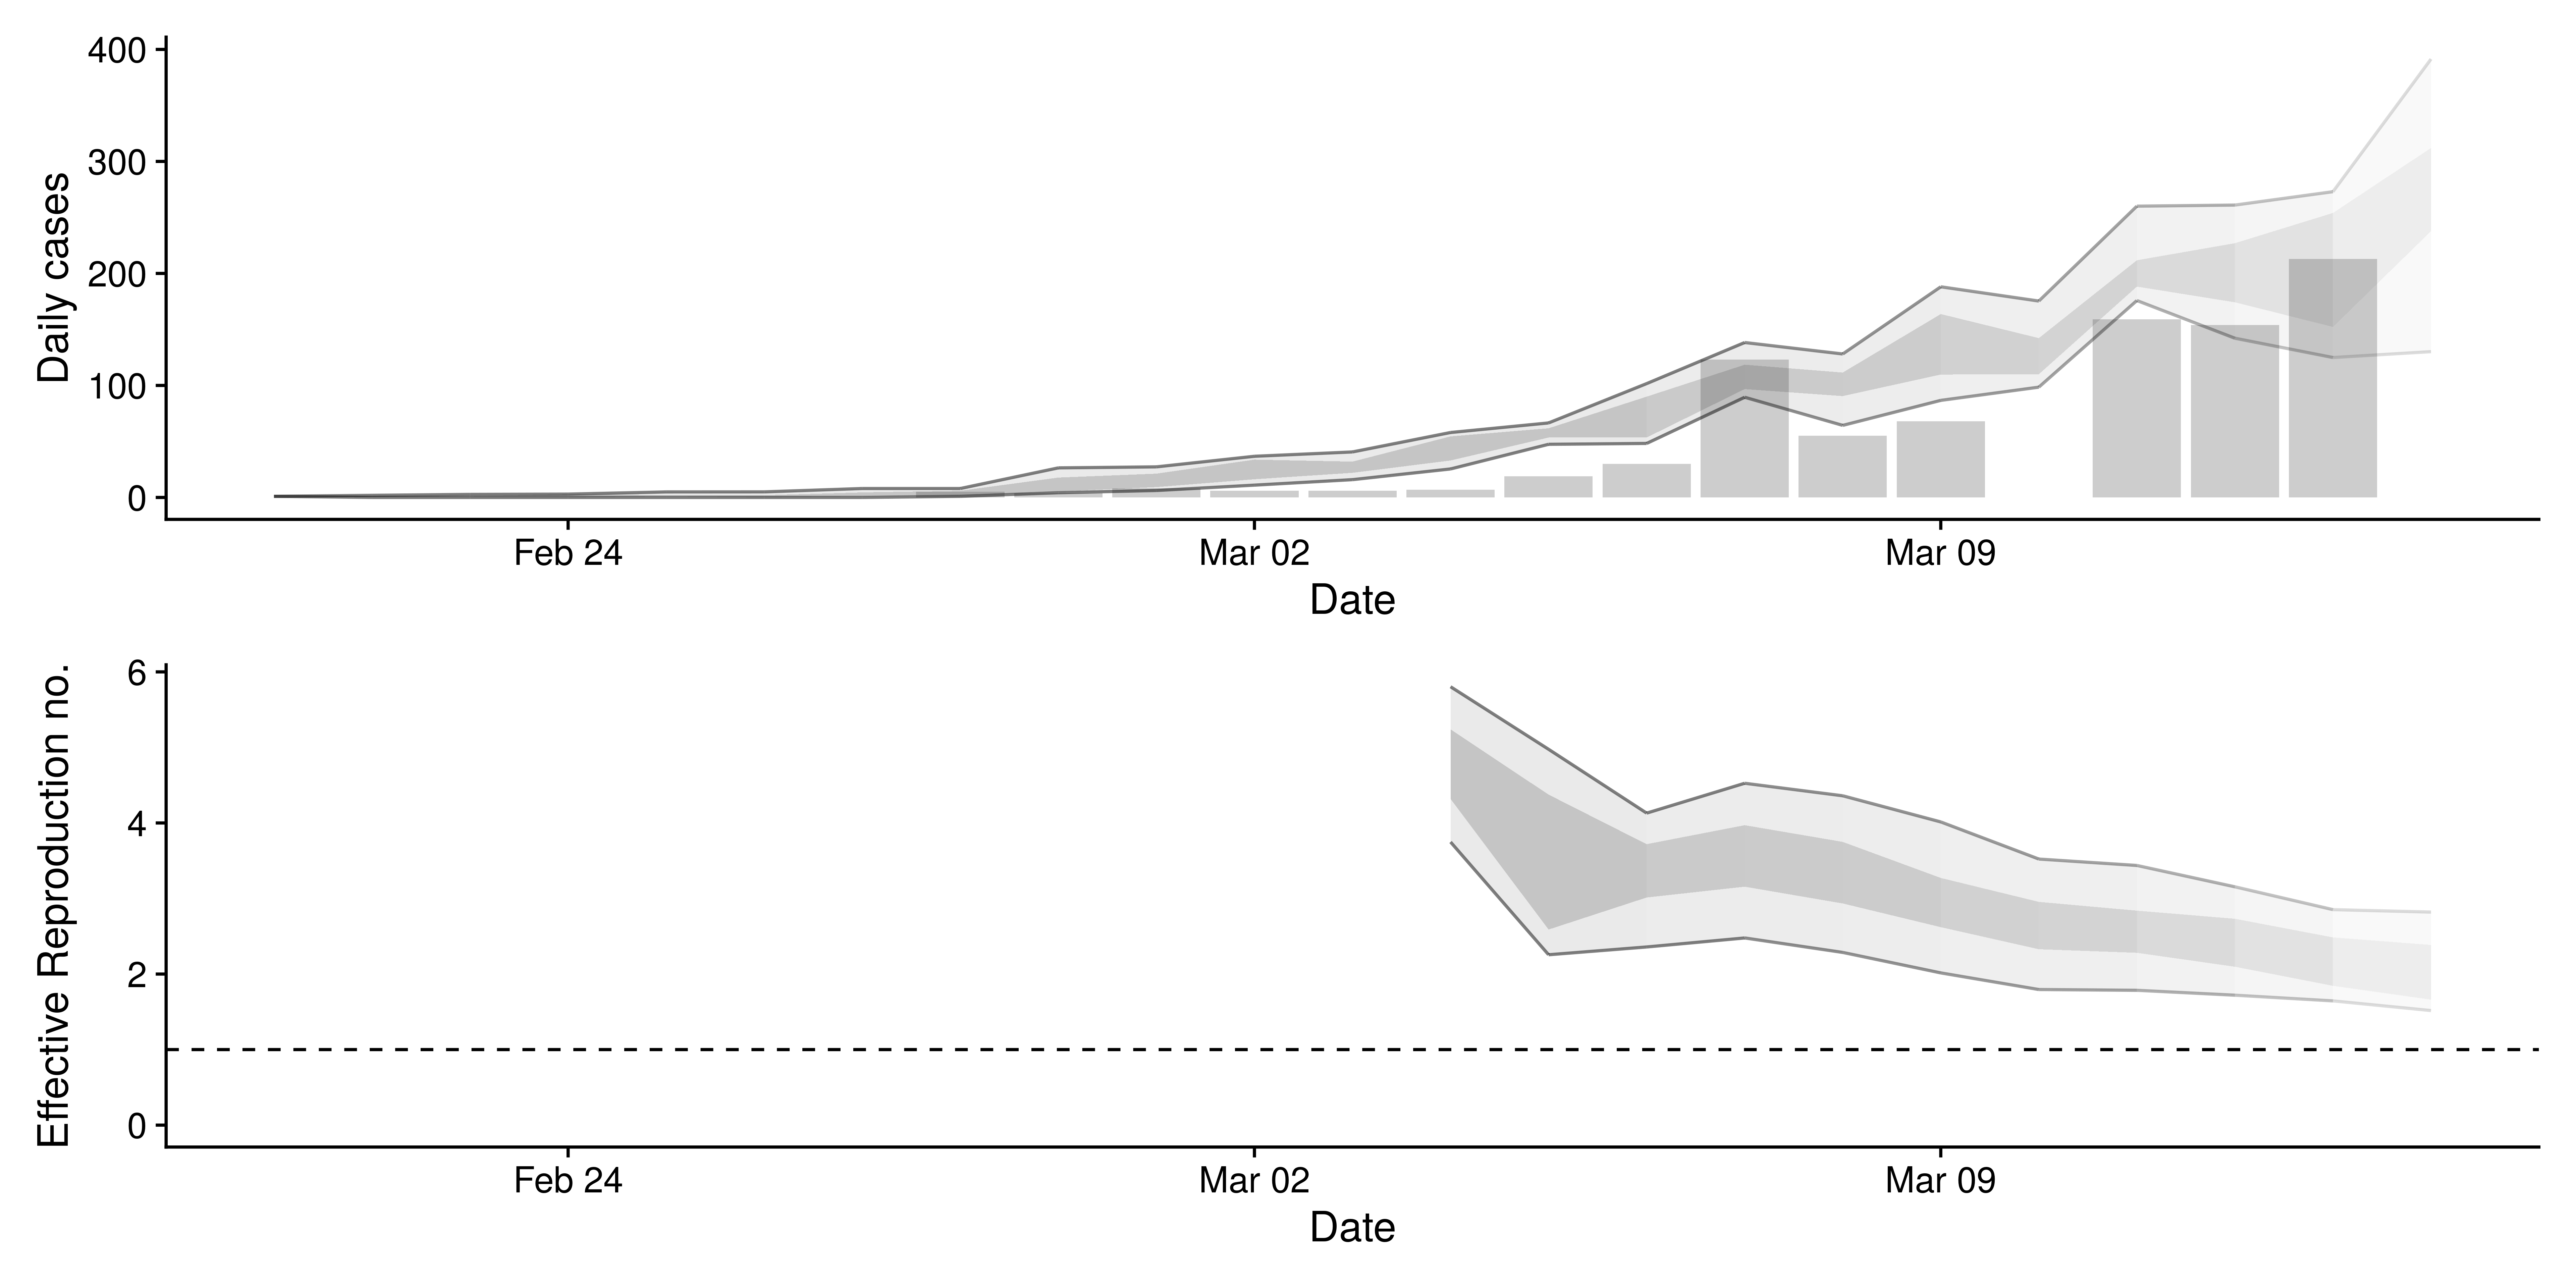 400
300
200
100
0
Daily cases
Feb 24
Mar 02
Mar 09
Date
6
4
2
0
Effective Reproduction no.
Feb 24
Mar 02
Mar 09
Date